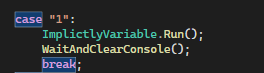 case "1":
ImplictlyVariable.Run();
WaitAndClearConsole();
break;